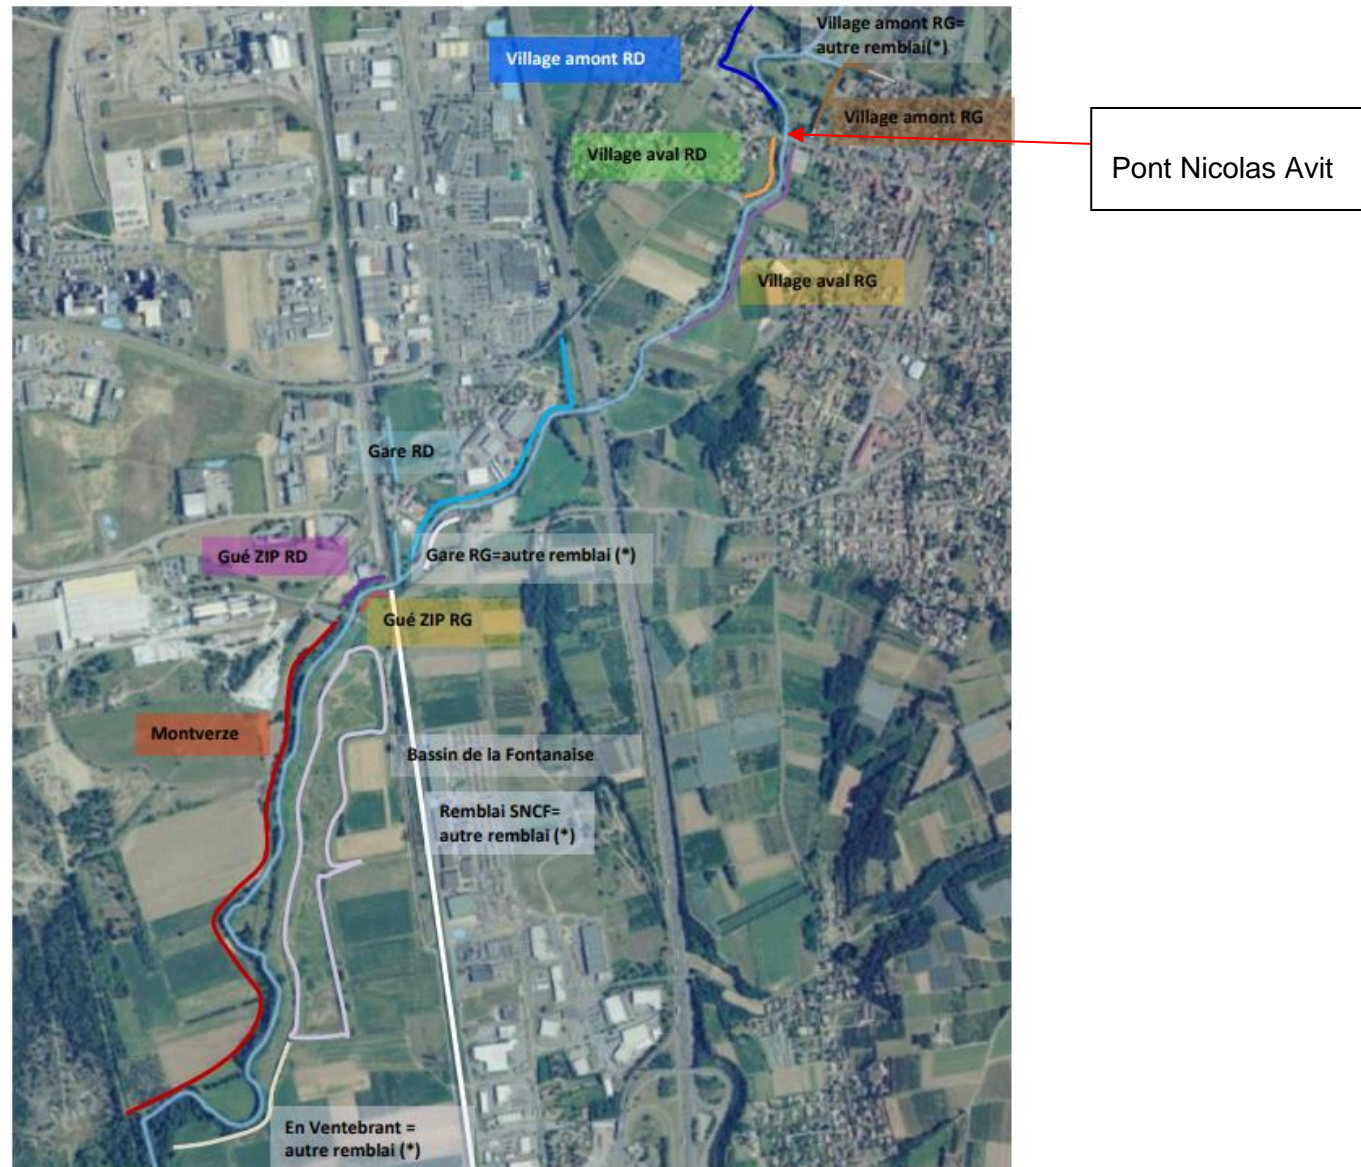 Village amont RG=
autre remblai(*)
Village amont RD
Village amont RG
Village aval RD
Pont Nicolas Avit
Village aval RG
Gare RD
Gué ZIP RD
Gare RG=autre remblai (*)
Gué ZIP RG
Montverze
Bassin de la Fontanaise
Remblai SNCF=
autre remblai (*)
En Ventebrant =
autre remblai (*)